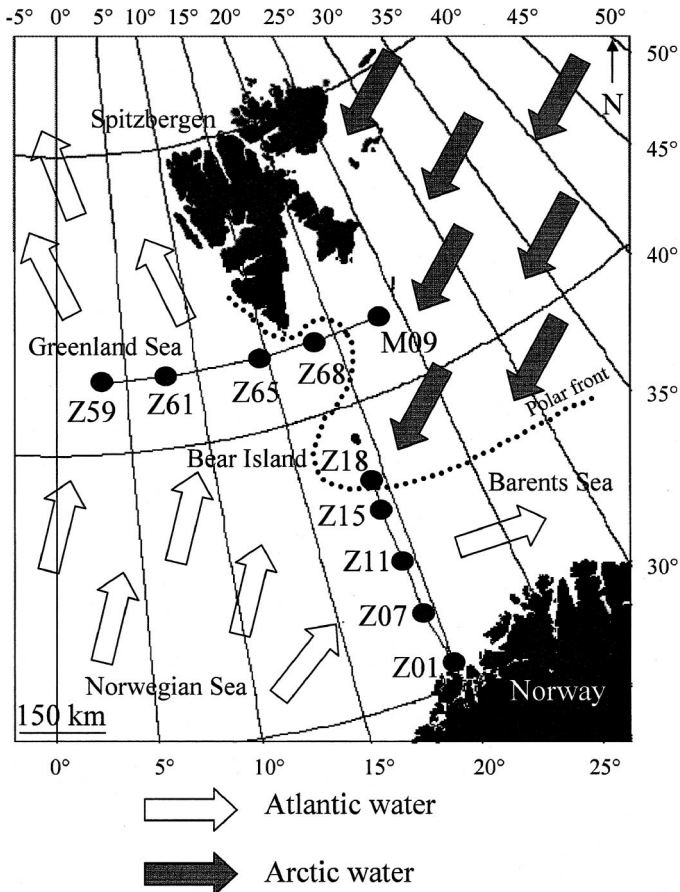 -5° 0° 5° 10° 15° 20° 25° 30° 35° 40° 45° 50°
50°
N
Spitzbergen
45°
40°
M09
Greenland Sea
Z68
Z65
Z61
Z59
35°
Polar front
Bear Island
Z18
Barents Sea
Z15
Z11
30°
Z07
Z01
Norwegian Sea
Norway
150 km
0° 5° 10° 15° 20° 25°
Atlantic water
Arctic water